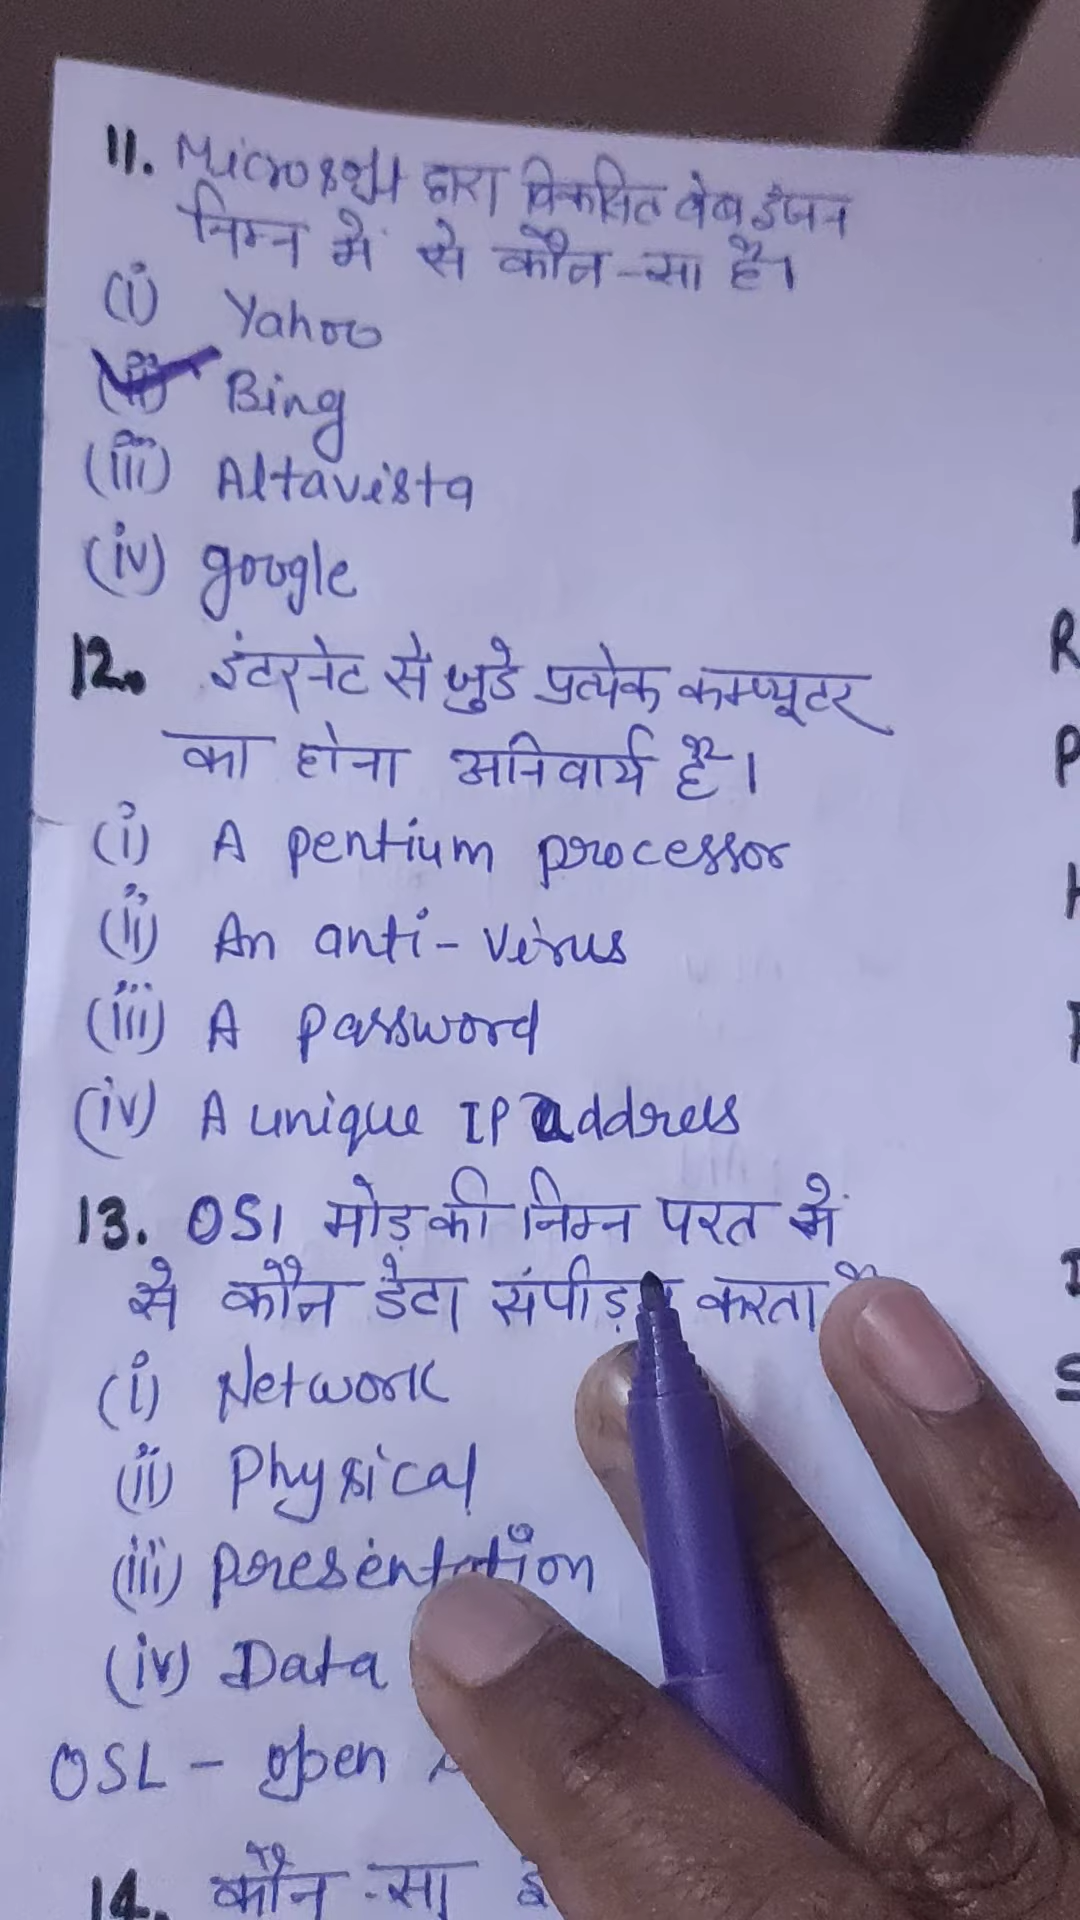 11. Microsoft द्वारा विकसित वेब इंजन
निम्न में से कौन-सा है।
(i) Yahoo
(ii) Bing
(iii) Altavista
(iv) google
12. इंटरनेट से जुडे प्रत्येक कम्प्यूटर
का होना अनिवार्य है।
(i) A pentium processor
(ii) An anti-virus
(iii) A password
(iv) A unique IP address
13. OSI मोड़ की निम्न परत में
से कौन डेटा करता
(i) Network
(ii) Physical
(iii) presentation
(iv) Data
OSL - open
14. कौन-सा
R
P
H